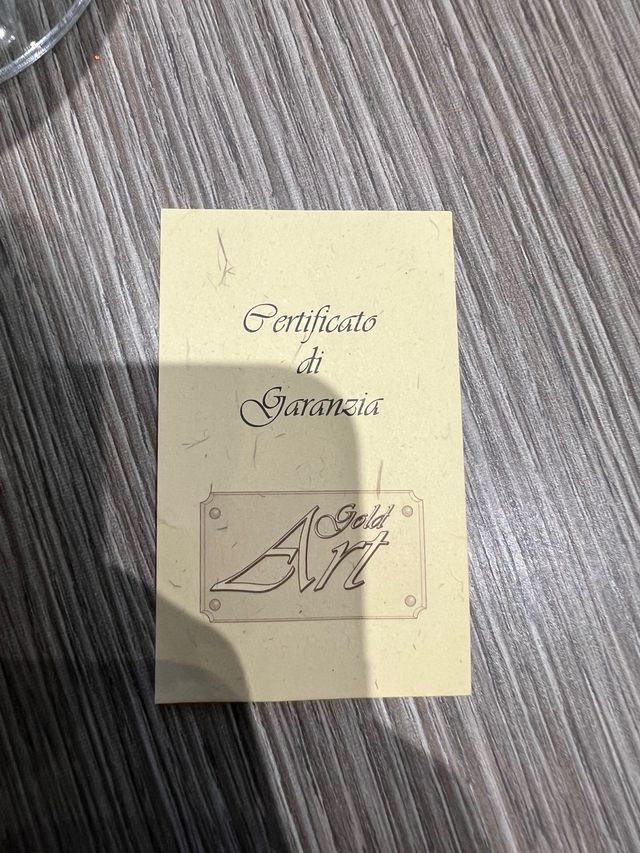 Certificato
di
Garanzia
Gold
Art